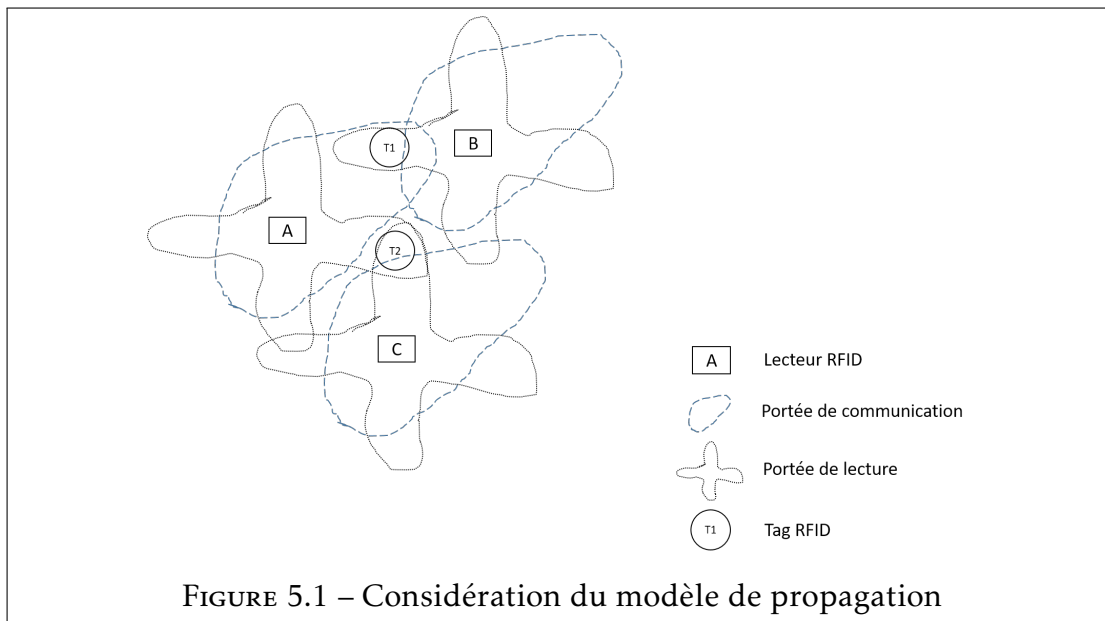 T1
B
A
T2
C
A Lecteur RFID
Portée de communication
Portée de lecture
T1 Tag RFID
FIGURE 5.1 – Considération du modèle de propagation